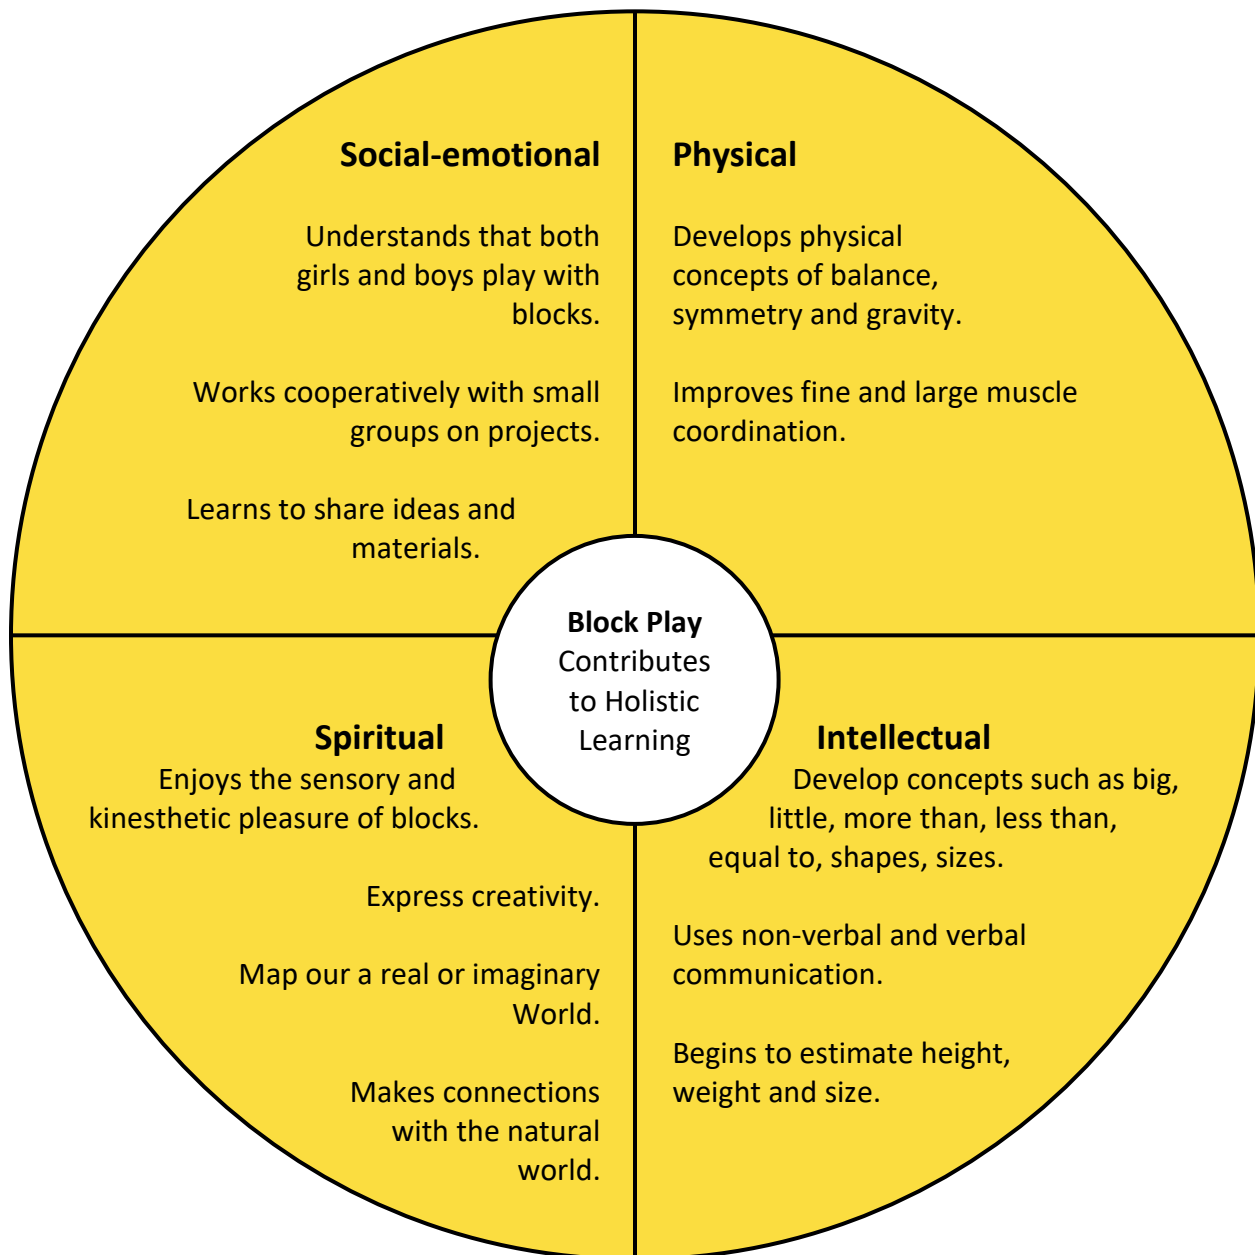 Social-emotional
Understands that both
girls and boys play with
blocks.
Works cooperatively with small
groups on projects.
Learns to share ideas and
materials.
Physical
Develops physical
concepts of balance,
symmetry and gravity.
Improves fine and large muscle
coordination.
Block Play
Contributes
to Holistic
Learning
Spiritual
Enjoys the sensory and
kinesthetic pleasure of blocks.
Express creativity.
Map our a real or imaginary
World.
Makes connections
with the natural
world.
Intellectual
Develop concepts such as big,
little, more than, less than,
equal to, shapes, sizes.
Uses non-verbal and verbal
communication.
Begins to estimate height,
weight and size.